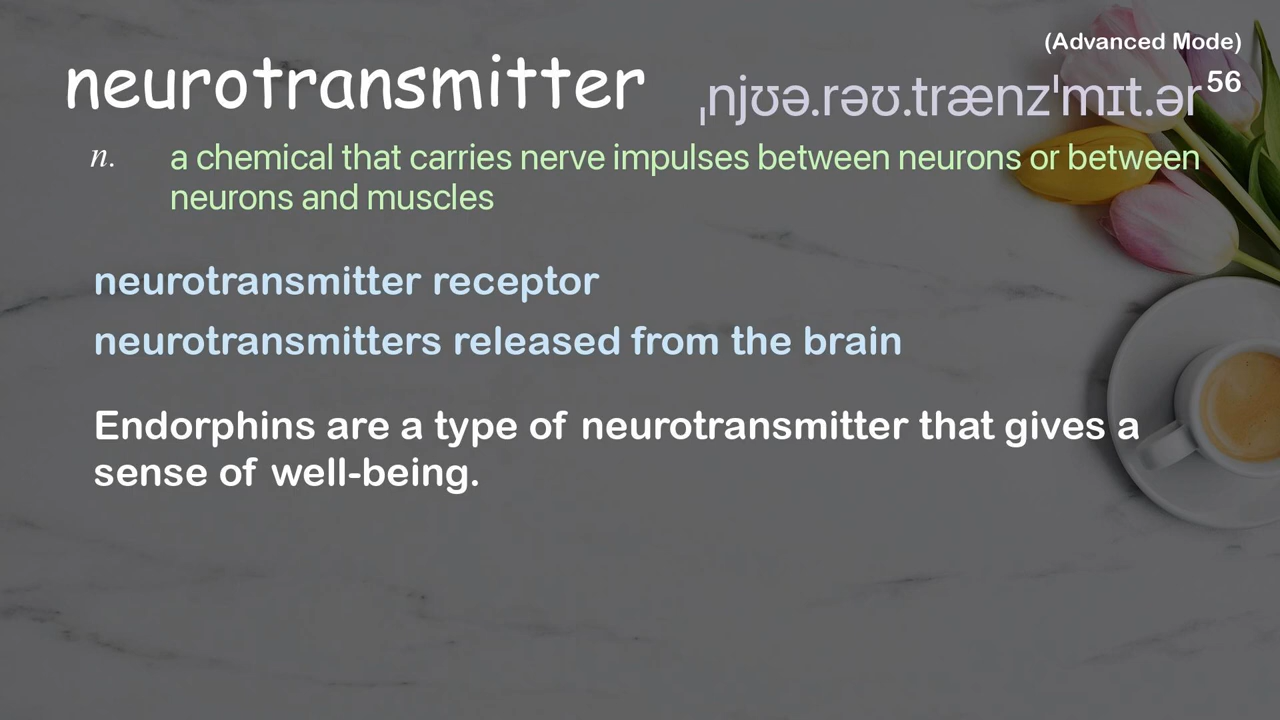 (Advanced Mode)
neurotransmitter ˌnjʊə.rəʊ.trænzˈmɪt.ər 56
n. a chemical that carries nerve impulses between neurons or between
neurons and muscles
neurotransmitter receptor
neurotransmitters released from the brain
Endorphins are a type of neurotransmitter that gives a
sense of well-being.